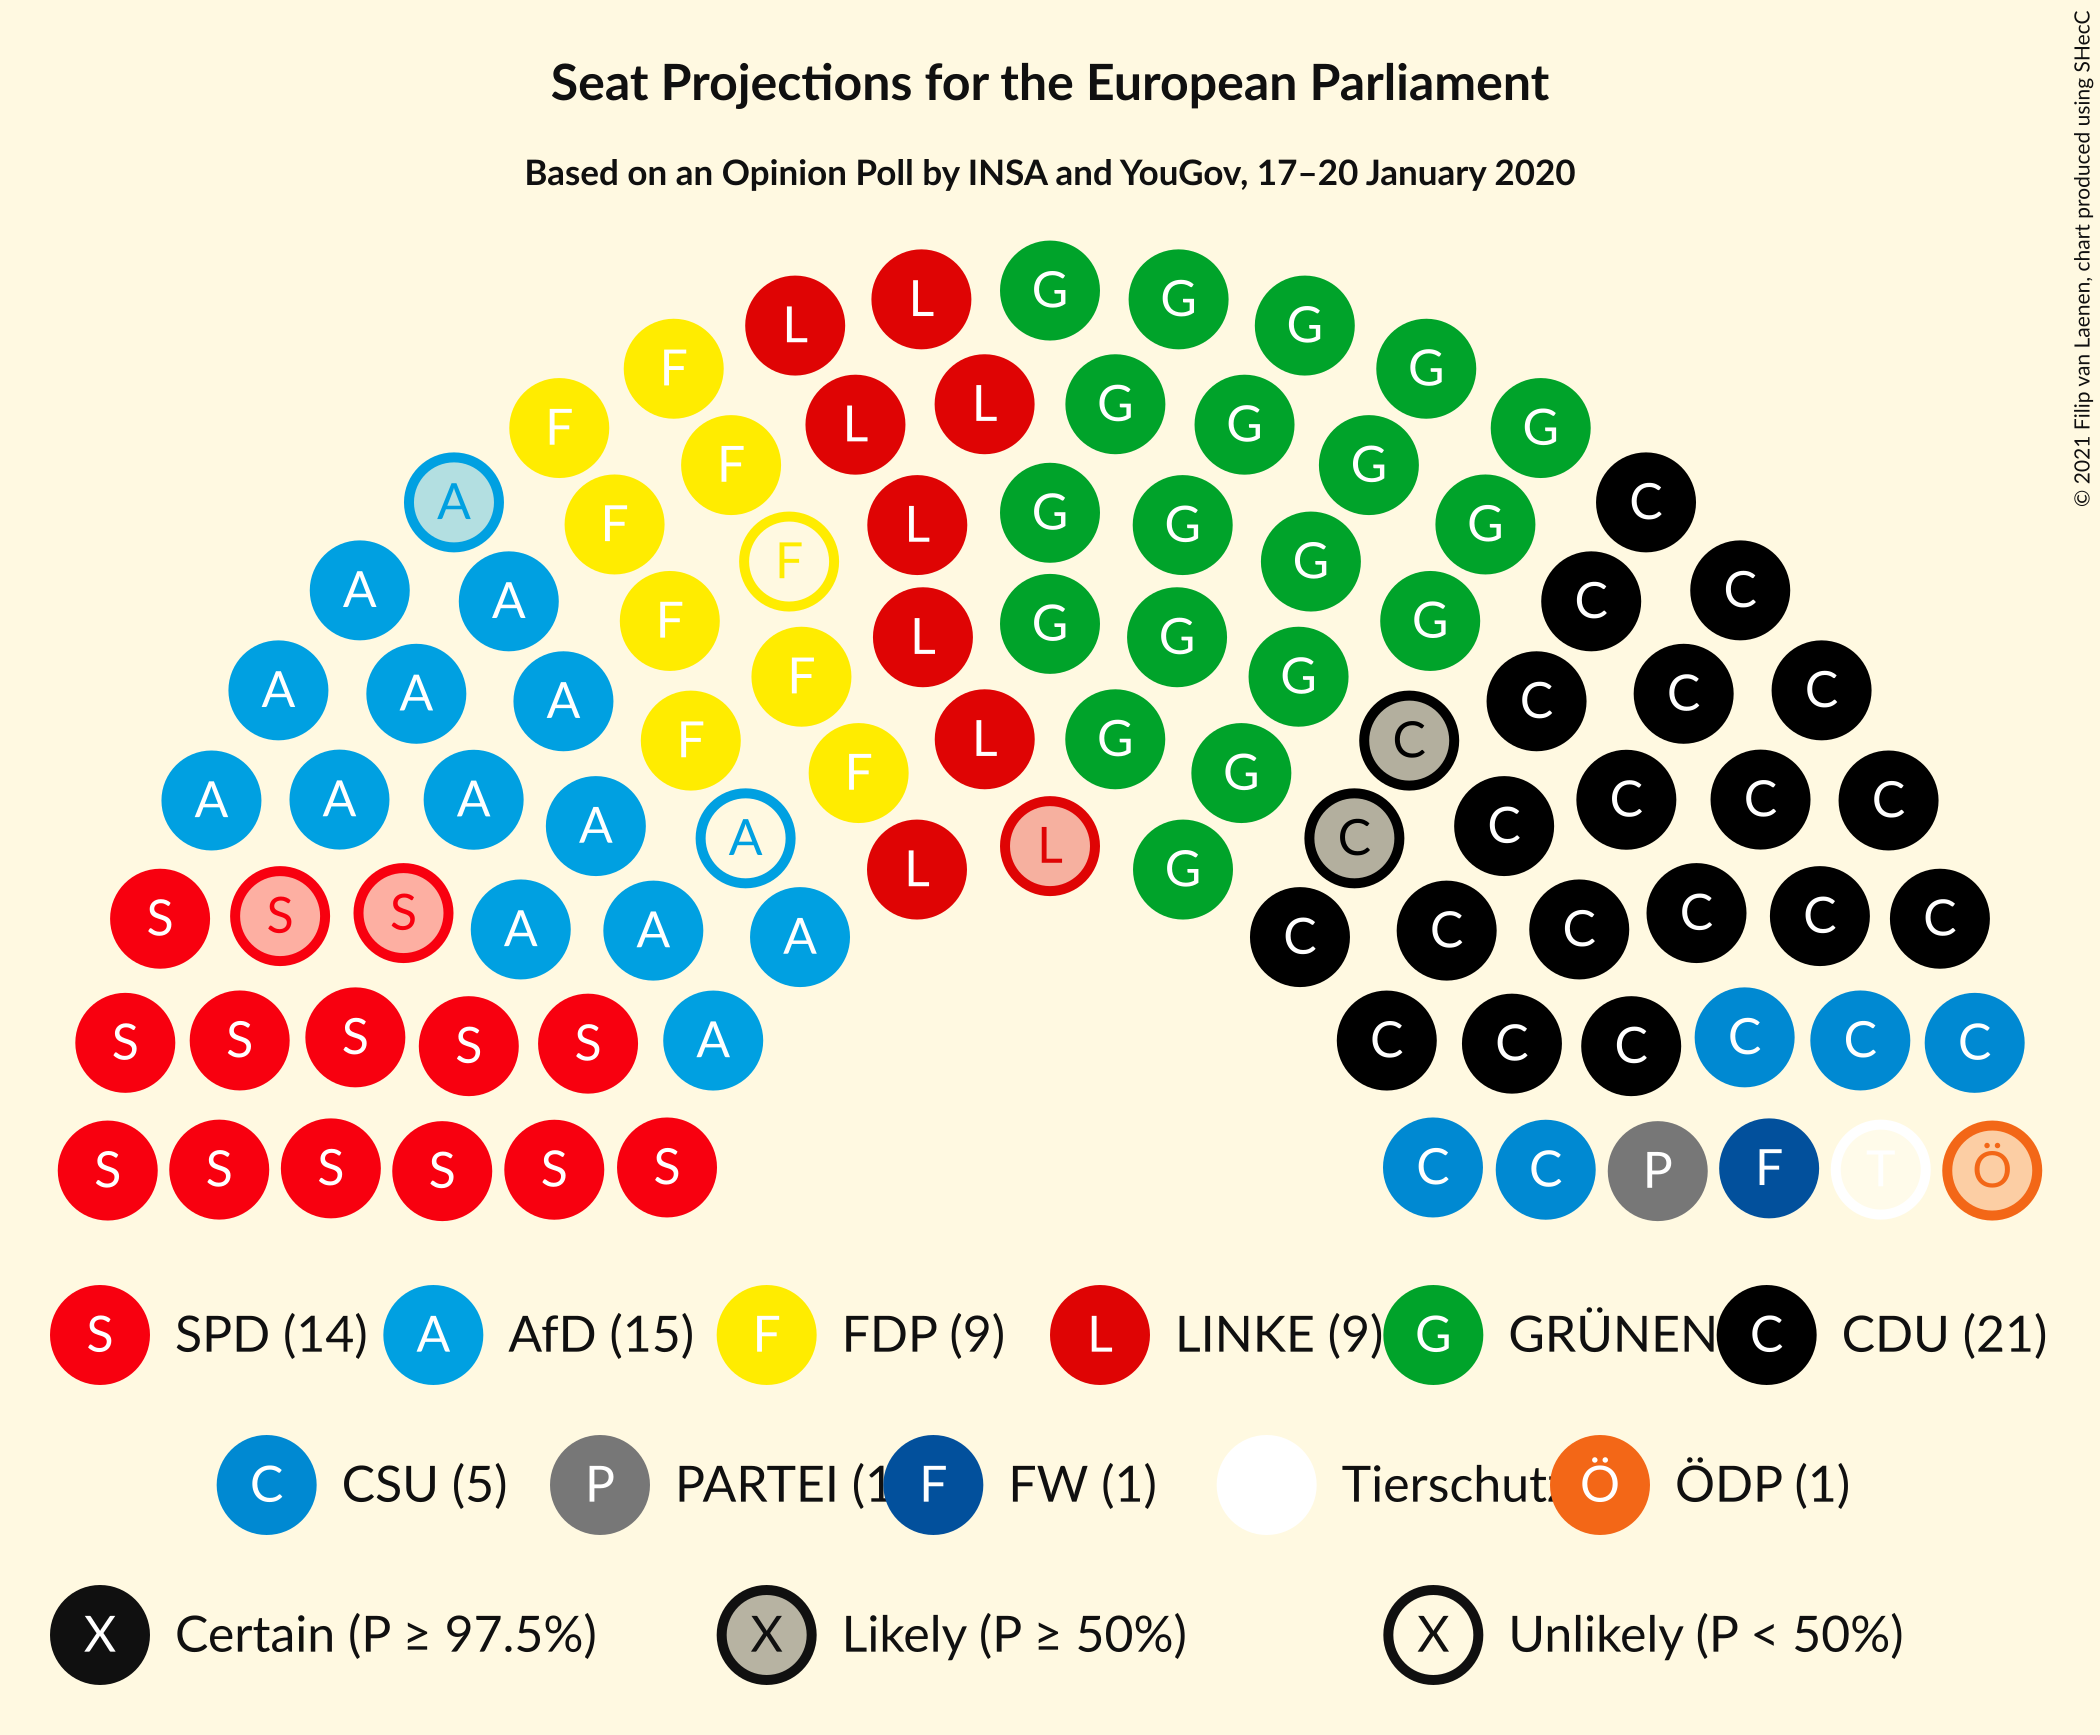 Seat Projections for the European Parliament
Based on an Opinion Poll by INSA and YouGov, 17–20 January 2020
© 2021 Filip van Laenen, chart produced using SHecC
L L G G G
F F L L G G G G
F F L G G G G
A F F L G G G G C
A A F F L G G G C C
A A A F F L G G C C C C
A A A A A L L G C C C C C C
S S S A A A C C C C C C
S S S S S A C C C C C C
S S S S S S C C P F T Ö
S SPD (14) A AfD (15) F FDP (9) L LINKE (9) G GRÜNEN C CDU (21)
C CSU (5) P PARTEI (1 F FW (1) Tierschutz Ö ÖDP (1)
X Certain (P ≥ 97.5%) X Likely (P ≥ 50%) X Unlikely (P < 50%)